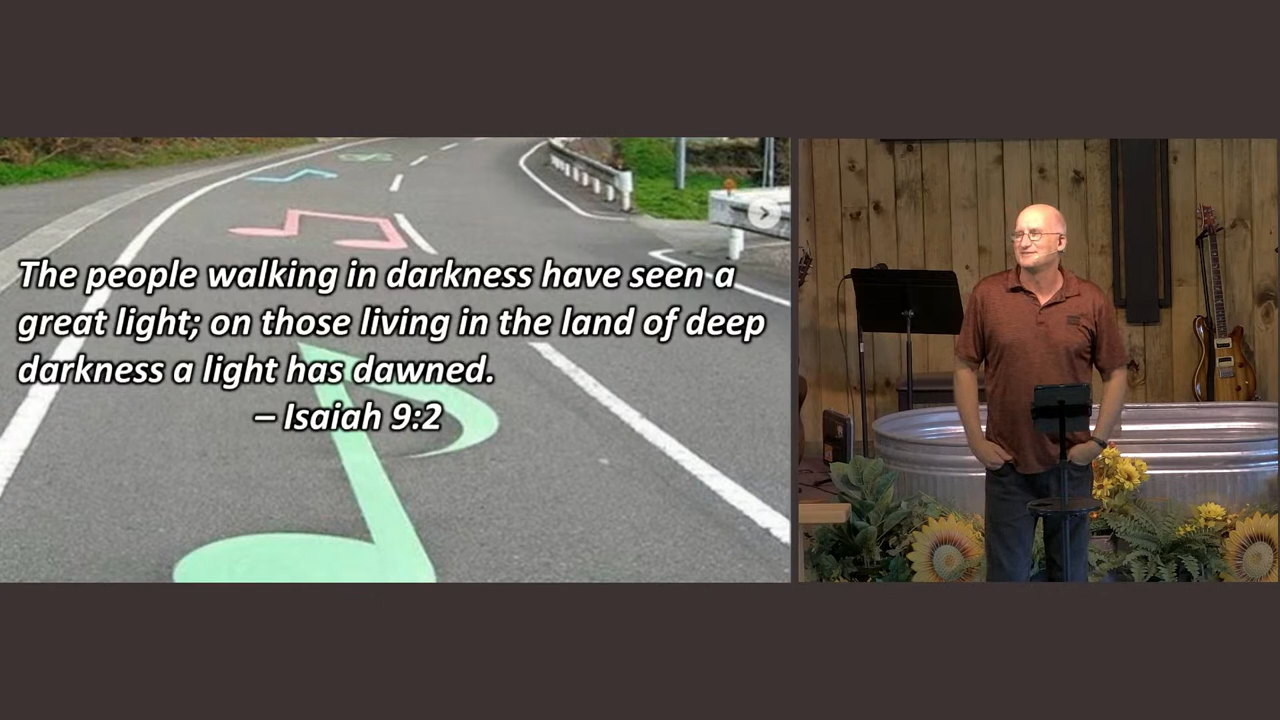 The people walking in darkness have seen a
great light; on those living in the land of deep
darkness a light has dawned.
– Isaiah 9:2